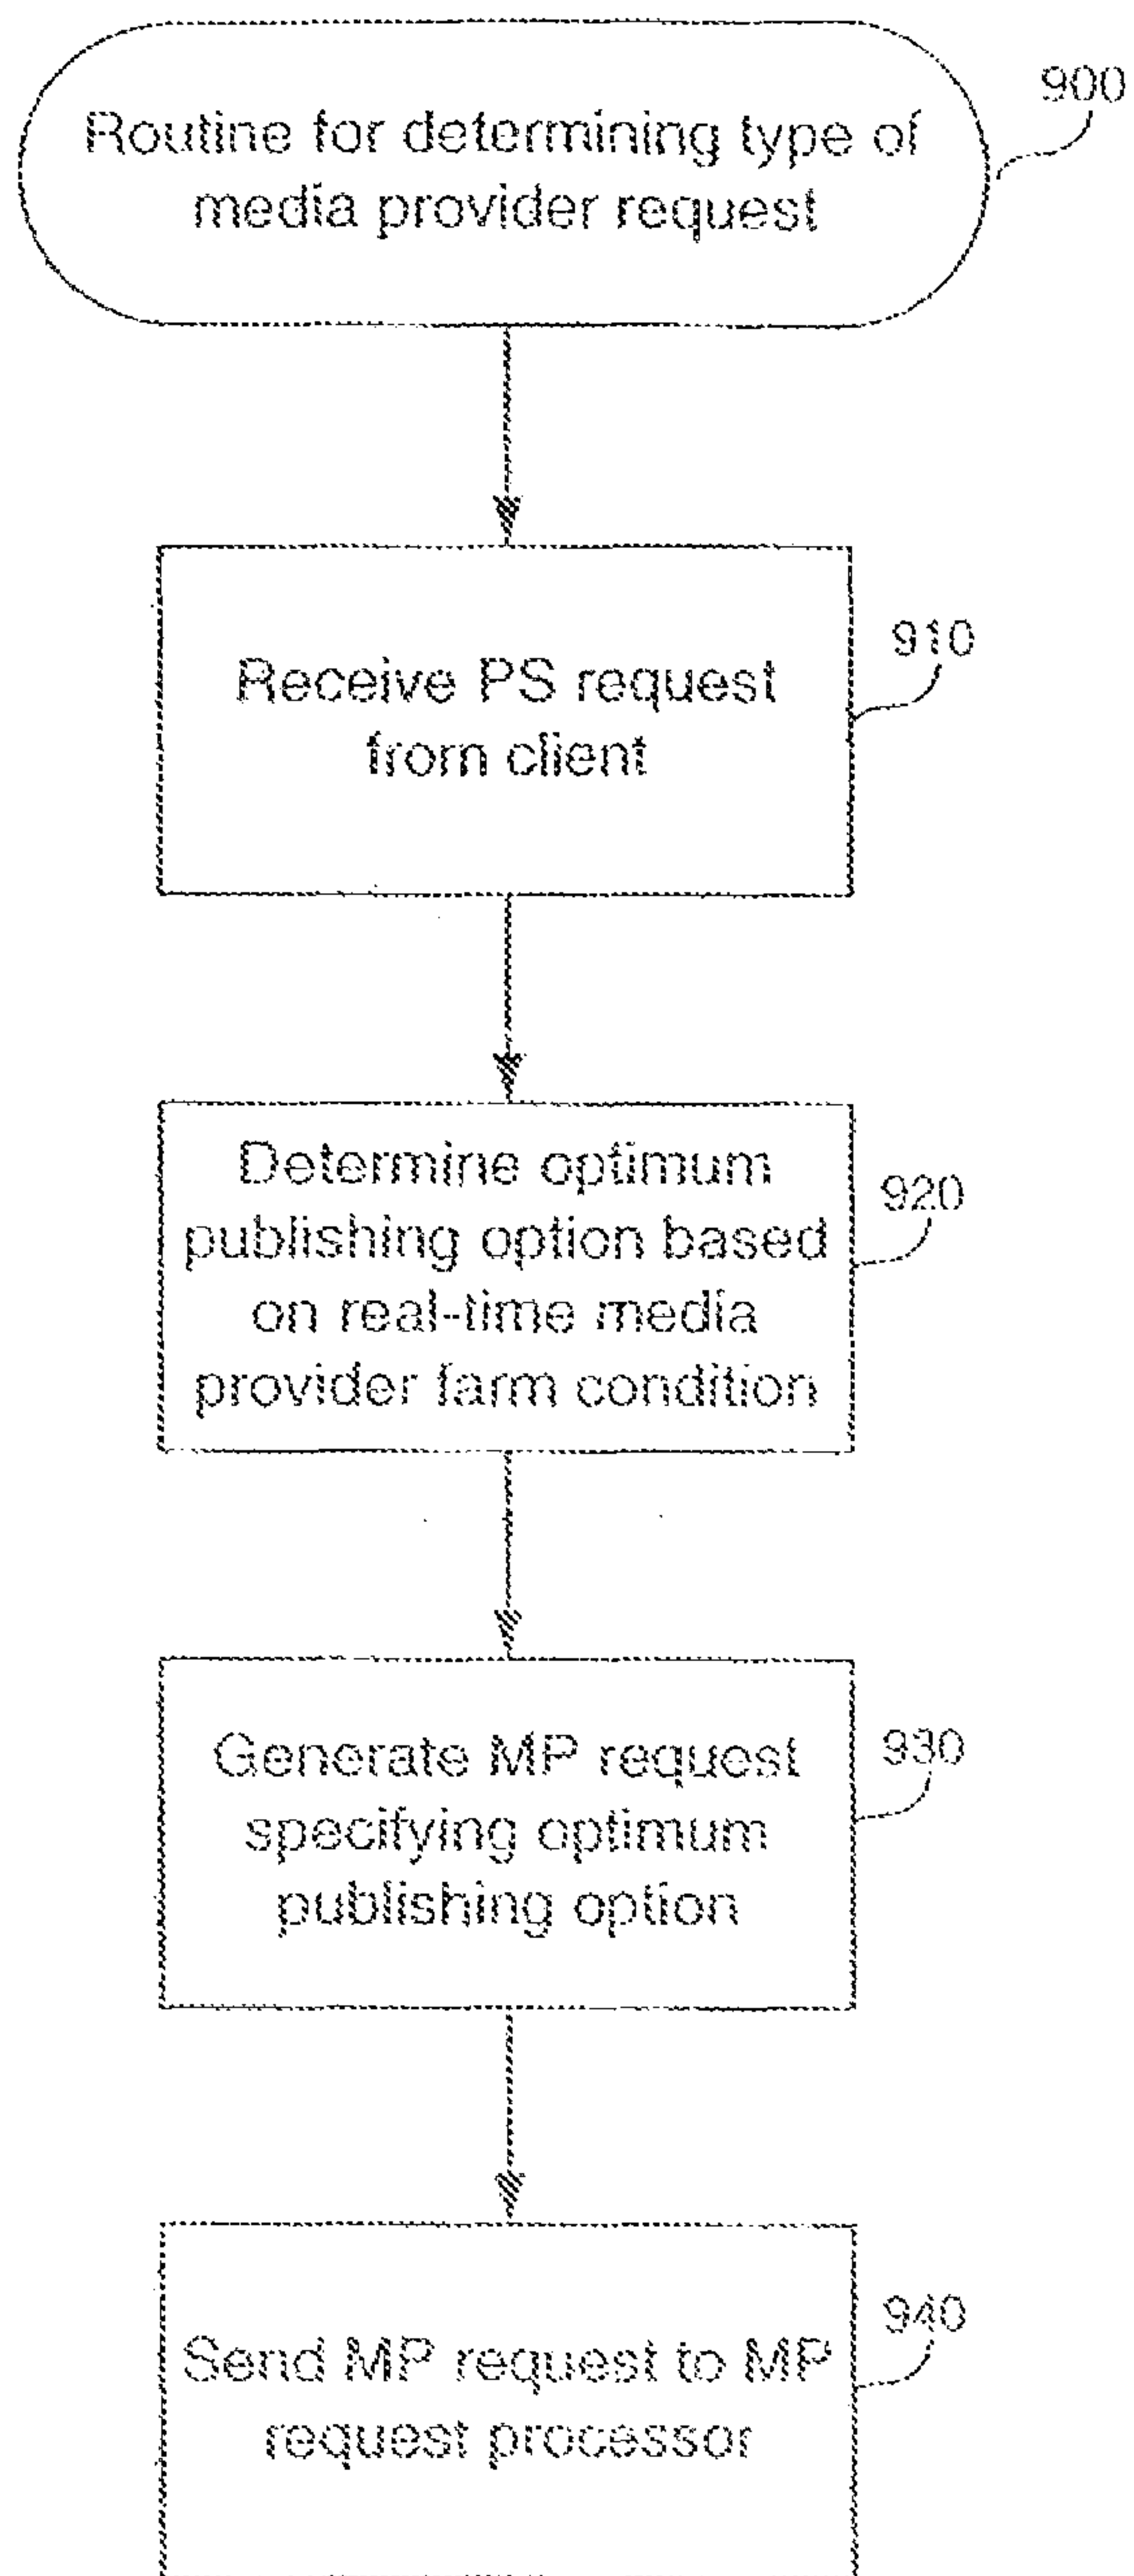 Routine for determining type of
media provider request
900
Receive PS request
from client
910
Determine optimum
publishing option based
on real-time media
provider farm condition
920
Generate MP request
specifying optimum
publishing option
930
Send MP request to MP
request processor
940